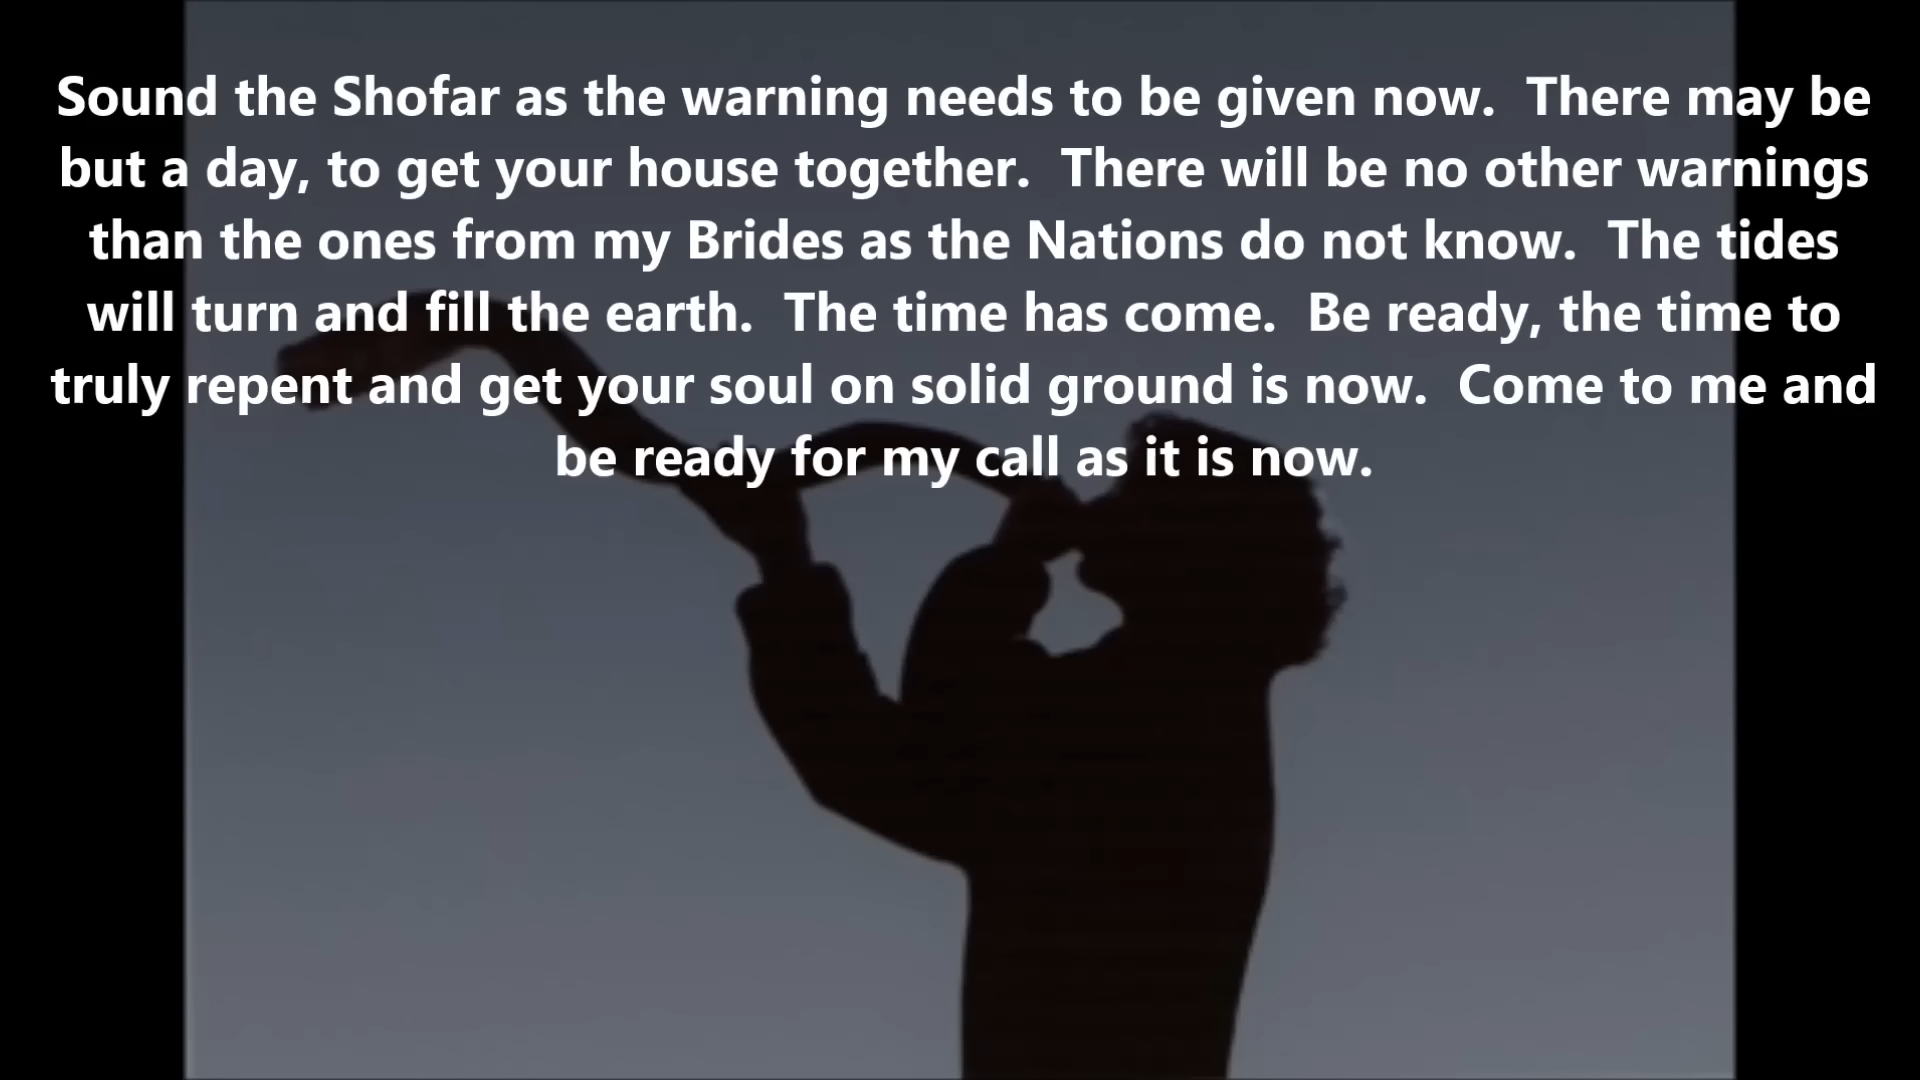 Sound the Shofar as the warning needs to be given now.  There may be
but a day, to get your house together.  There will be no other warnings
than the ones from my Brides as the Nations do not know.  The tides
will turn and fill the earth.  The time has come.  Be ready, the time to
truly repent and get your soul on solid ground is now.  Come to me and
be ready for my call as it is now.